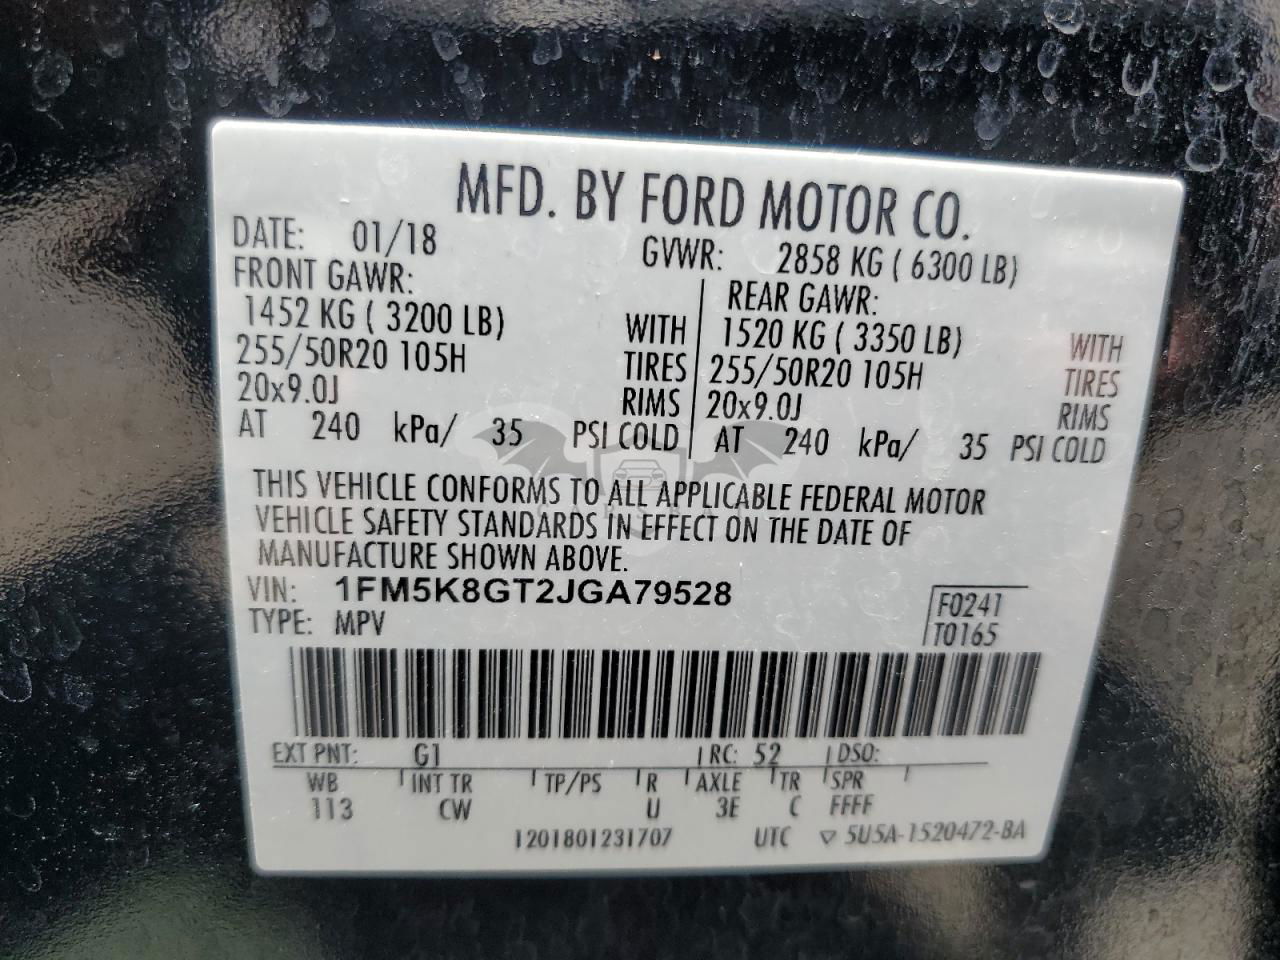 MFD. BY FORD MOTOR CO.
DATE: 01/18 GVWR: 2858 KG ( 6300 LB)
FRONT GAWR: REAR GAWR:
1452 KG ( 3200 LB) WITH 1520 KG ( 3350 LB) WITH
255/50R20 105H TIRES 255/50R20 105H TIRES
20x9.0J RIMS 20x9.0J RIMS
AT 240 kPa/ 35 PSI COLD AT 240 kPa/ 35 PSI COLD
THIS VEHICLE CONFORMS TO ALL APPLICABLE FEDERAL MOTOR
VEHICLE SAFETY STANDARDS IN EFFECT ON THE DATE OF
MANUFACTURE SHOWN ABOVE.
VIN: 1FM5K8GT2JGA79528 F0241
TYPE: MPV T0165
EXT PNT: G1 RC: 52 DSO:
WB INT TR TP/PS R AXLE TR SPR
113 CW U 3E C FFFF
1201801231707 UTC ▽ 5U5A-1520472-BA